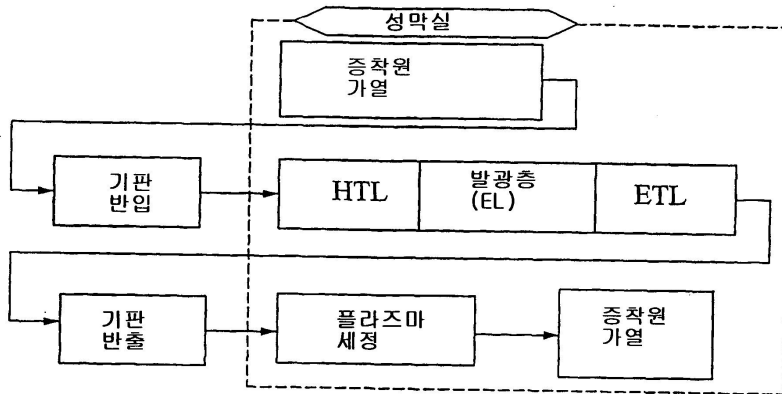 성막실
증착원
가열
기판
반입
HTL
발광층
(EL)
ETL
기판
반출
플라즈마
세정
증착원
가열